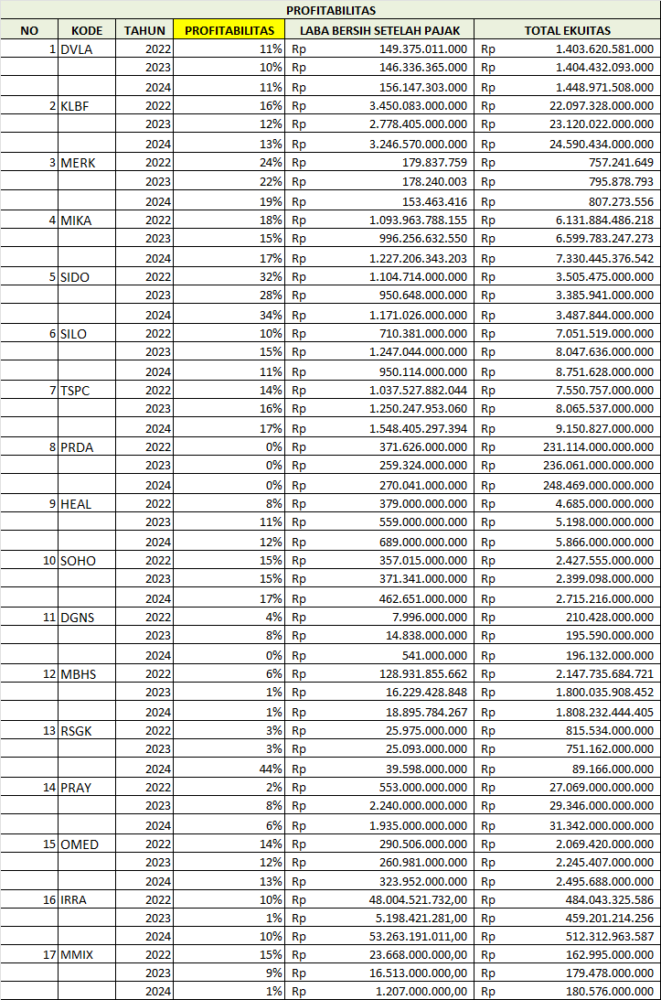 PROFITABILITAS
NO KODE TAHUN PROFITABILITAS LABA BERSIH SETELAH PAJAK TOTAL EKUITAS
1 DVLA 2022 11% Rp 149.375.011.000 Rp 1.403.620.581.000
2023 10% Rp 146.336.365.000 Rp 1.404.432.093.000
2024 11% Rp 156.147.303.000 Rp 1.448.971.508.000
2 KLBF 2022 16% Rp 3.450.083.000.000 Rp 22.097.328.000.000
2023 12% Rp 2.778.405.000.000 Rp 23.120.022.000.000
2024 13% Rp 3.246.570.000.000 Rp 24.590.434.000.000
3 MERK 2022 24% Rp 179.837.759 Rp 757.241.649
2023 22% Rp 178.240.003 Rp 795.878.793
2024 19% Rp 153.463.416 Rp 807.273.556
4 MIKA 2022 18% Rp 1.093.963.788.155 Rp 6.131.884.486.218
2023 15% Rp 996.256.632.550 Rp 6.599.783.247.273
2024 17% Rp 1.227.206.343.203 Rp 7.330.445.376.542
5 SIDO 2022 32% Rp 1.104.714.000.000 Rp 3.505.475.000.000
2023 28% Rp 950.648.000.000 Rp 3.385.941.000.000
2024 34% Rp 1.171.026.000.000 Rp 3.487.844.000.000
6 SILO 2022 10% Rp 710.381.000.000 Rp 7.051.519.000.000
2023 15% Rp 1.247.044.000.000 Rp 8.047.636.000.000
2024 11% Rp 950.114.000.000 Rp 8.751.628.000.000
7 TSPC 2022 14% Rp 1.037.527.882.044 Rp 7.550.757.000.000
2023 16% Rp 1.250.247.953.060 Rp 8.065.537.000.000
2024 17% Rp 1.548.405.297.394 Rp 9.150.827.000.000
8 PRDA 2022 0% Rp 371.626.000.000 Rp 231.114.000.000.000
2023 0% Rp 259.324.000.000 Rp 236.061.000.000.000
2024 0% Rp 270.041.000.000 Rp 248.469.000.000.000
9 HEAL 2022 8% Rp 379.000.000.000 Rp 4.685.000.000.000
2023 11% Rp 559.000.000.000 Rp 5.198.000.000.000
2024 12% Rp 689.000.000.000 Rp 5.866.000.000.000
10 SOHO 2022 15% Rp 357.015.000.000 Rp 2.427.555.000.000
2023 15% Rp 371.341.000.000 Rp 2.399.098.000.000
2024 17% Rp 462.651.000.000 Rp 2.715.216.000.000
11 DGNS 2022 4% Rp 7.996.000.000 Rp 210.428.000.000
2023 8% Rp 14.838.000.000 Rp 195.590.000.000
2024 0% Rp 541.000.000 Rp 196.132.000.000
12 MBHS 2022 6% Rp 128.931.855.662 Rp 2.147.735.684.721
2023 1% Rp 16.229.428.848 Rp 1.800.035.908.452
2024 1% Rp 18.895.784.267 Rp 1.808.232.444.405
13 RSGK 2022 3% Rp 25.975.000.000 Rp 815.534.000.000
2023 3% Rp 25.093.000.000 Rp 751.162.000.000
2024 44% Rp 39.598.000.000 Rp 89.166.000.000
14 PRAY 2022 2% Rp 553.000.000.000 Rp 27.069.000.000.000
2023 8% Rp 2.240.000.000.000 Rp 29.346.000.000.000
2024 6% Rp 1.935.000.000.000 Rp 31.342.000.000.000
15 OMED 2022 14% Rp 290.506.000.000 Rp 2.069.420.000.000
2023 12% Rp 260.981.000.000 Rp 2.245.407.000.000
2024 13% Rp 323.952.000.000 Rp 2.495.688.000.000
16 IRRA 2022 10% Rp 48.004.521.732,00 Rp 484.043.325.586
2023 1% Rp 5.198.421.281,00 Rp 459.201.214.256
2024 10% Rp 53.263.191.011,00 Rp 512.312.963.587
17 MMIX 2022 15% Rp 23.668.000.000,00 Rp 162.995.000.000
2023 9% Rp 16.513.000.000,00 Rp 179.478.000.000
2024 1% Rp 1.207.000.000,00 Rp 180.576.000.000